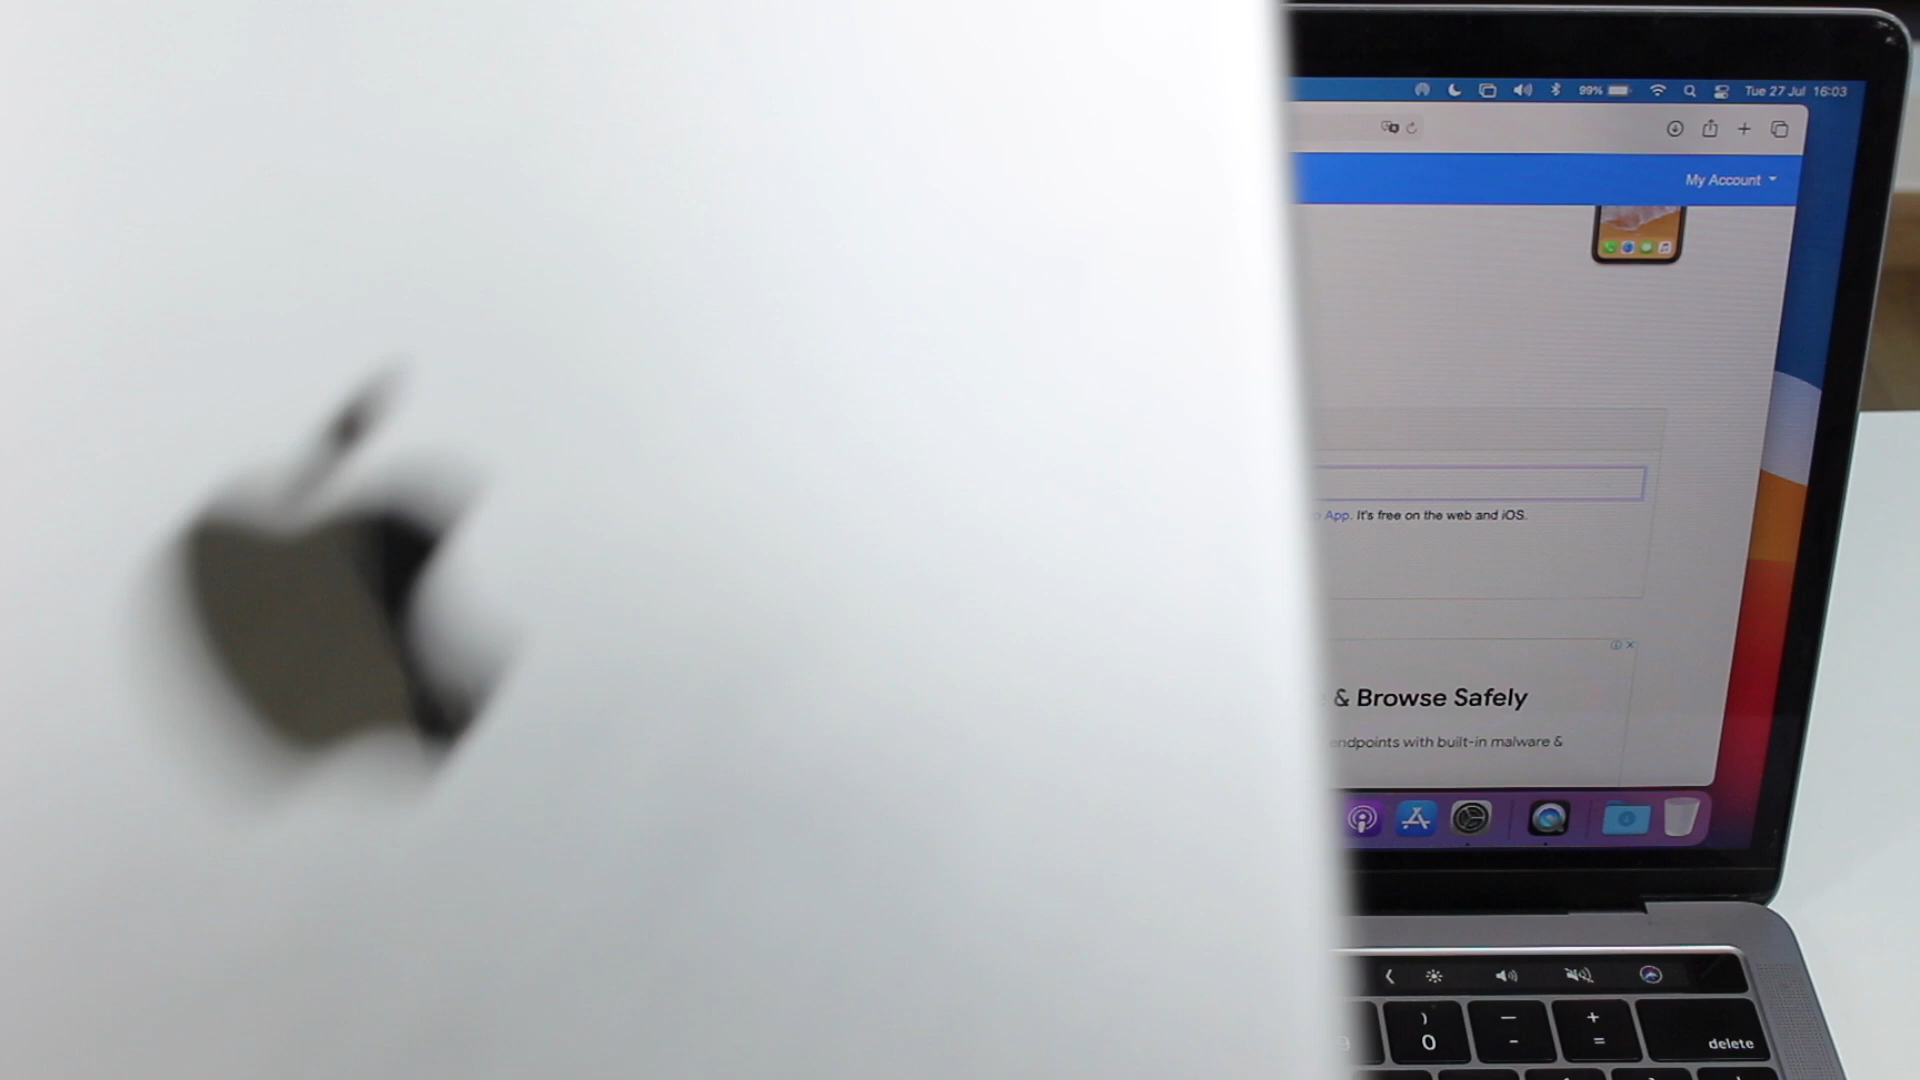 99%
Tue 27 Jul 16:03
My Account
App. It's free on the web and iOS.
& Browse Safely
endpoints with built-in malware &
)
0
—
-
+
=
delete